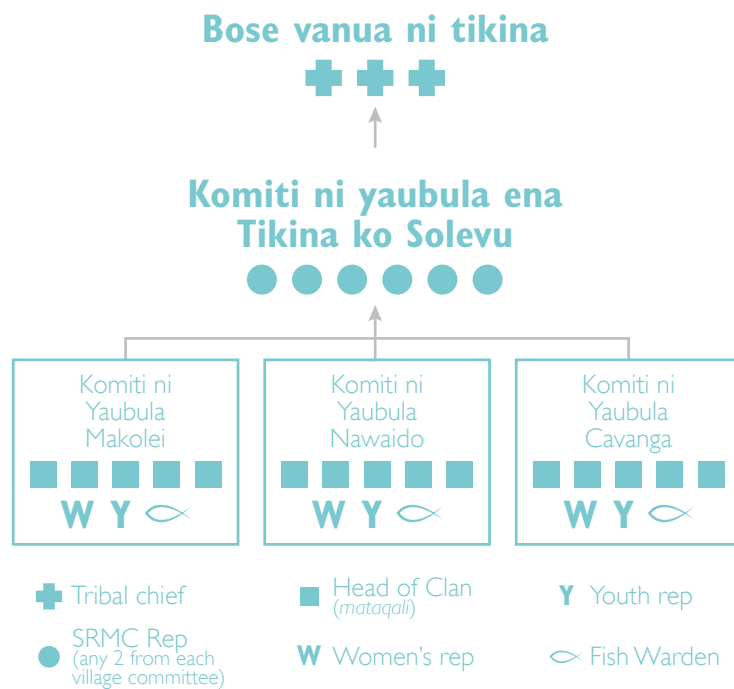 Bose vanua ni tikina
Komiti ni yaubula ena
Tikina ko Solevu
Komiti ni
Yaubula
Makolei
W Y
Komiti ni
Yaubula
Nawaido
W Y
Komiti ni
Yaubula
Cavanga
W Y
Tribal chief
SRMC Rep
(any 2 from each
village committee)
Head of Clan
(mataqali)
W Women's rep
Y Youth rep
Fish Warden